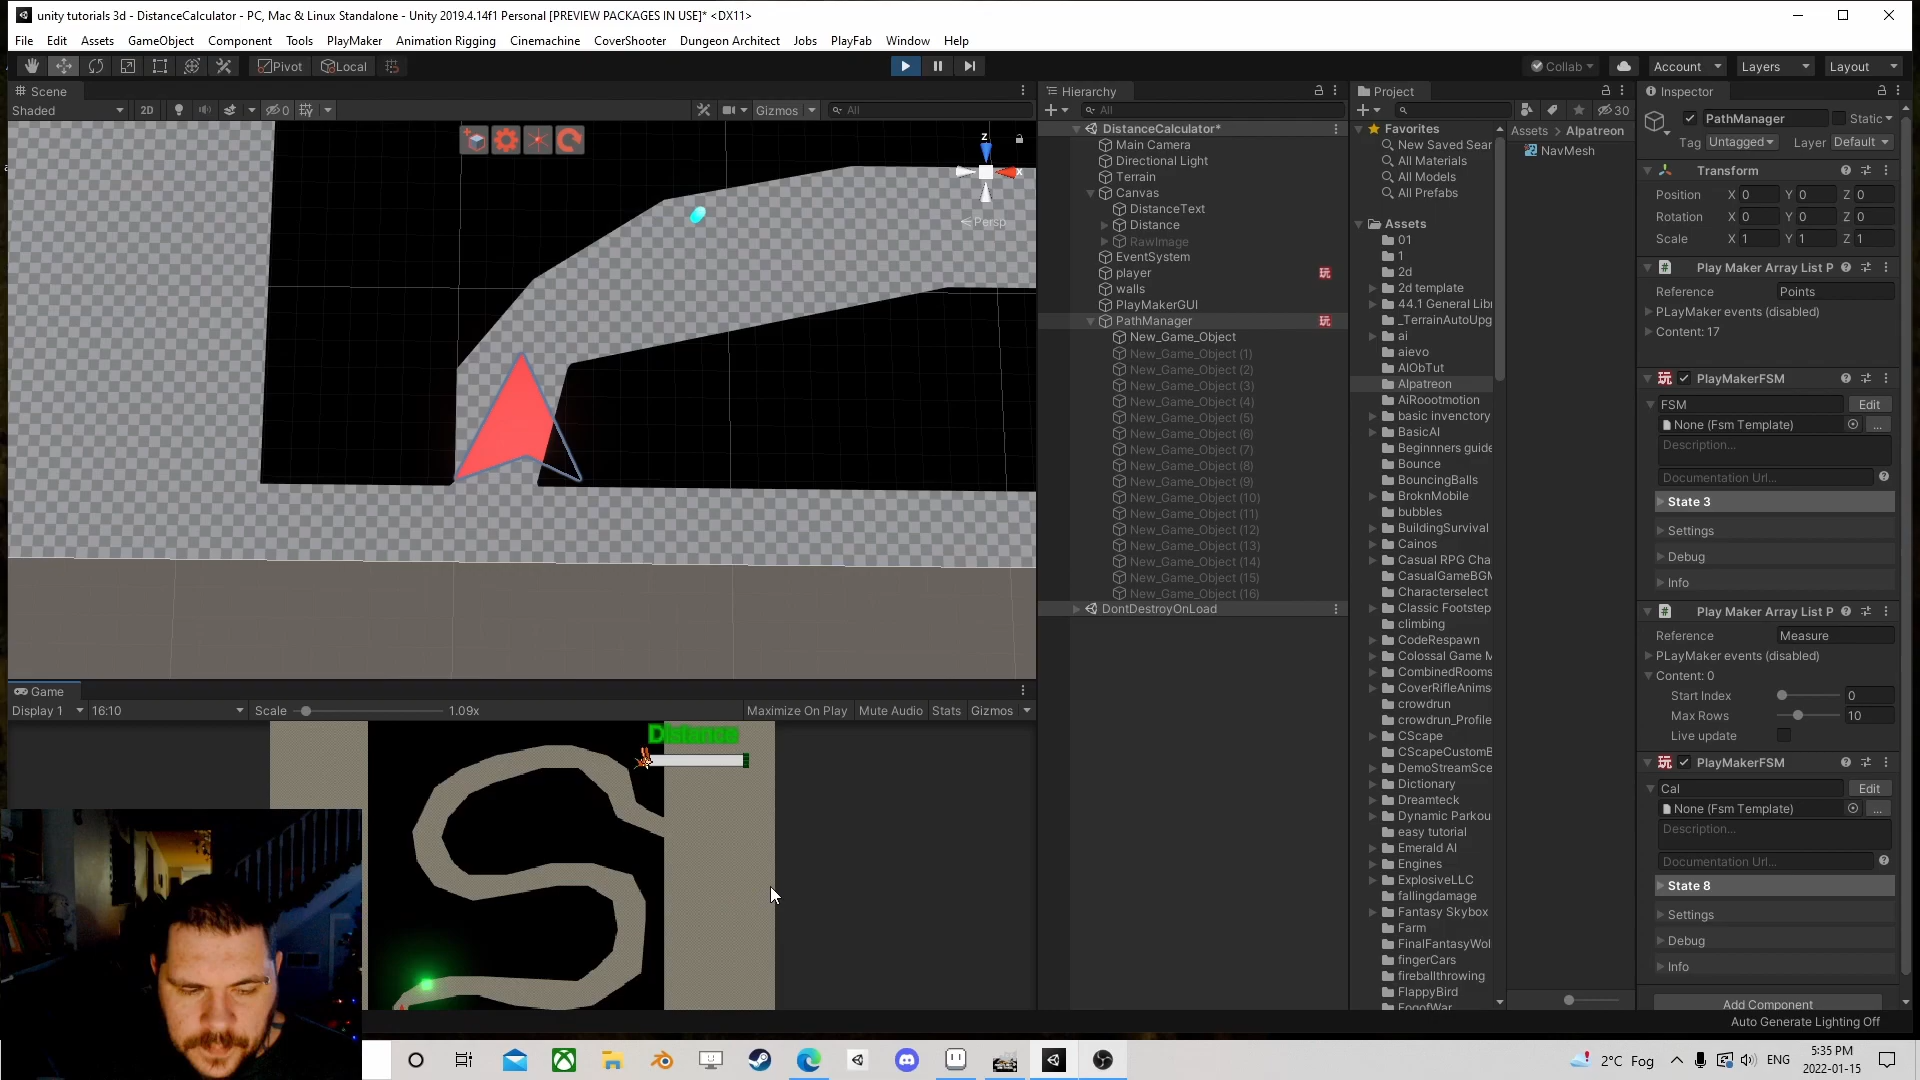 unity tutorials 3d - DistanceCalculator - PC, Mac & Linux Standalone - Unity 2019.4.14f1 Personal [PREVIEW PACKAGES IN USE]* <DX11>
File Edit Assets GameObject Component Tools PlayMaker Animation Rigging Cinemachine CoverShooter Dungeon Architect Jobs PlayFab Window Help
Pivot Local Collab Account Layers Layout
Scene
Shaded 2D 0 Gizmos All
z
x
Persp
Game
Display 1 16:10 Scale 1.09x Maximize On Play Mute Audio Stats Gizmos
Distance
Hierarchy
All
DistanceCalculator*
Main Camera
Directional Light
Terrain
Canvas
DistanceText
Distance
RawImage
EventSystem
player
walls
PlayMakerGUI
PathManager
New_Game_Object
New_Game_Object (1)
New_Game_Object (2)
New_Game_Object (3)
New_Game_Object (4)
New_Game_Object (5)
New_Game_Object (6)
New_Game_Object (7)
New_Game_Object (8)
New_Game_Object (9)
New_Game_Object (10)
New_Game_Object (11)
New_Game_Object (12)
New_Game_Object (13)
New_Game_Object (14)
New_Game_Object (15)
New_Game_Object (16)
DontDestroyOnLoad
Project
30
Favorites
New Saved Sear
All Materials
All Models
All Prefabs
Assets
01
1
2d
2d template
44.1 General Libr
_TerrainAutoUpg
ai
aievo
AIObTut
AIpatreon
AiRoootmotion
basic invenctory
BasicAI
Beginnners guide
Bounce
BouncingBalls
BroknMobile
bubbles
BuildingSurvival
Cainos
Casual RPG Cha
CasualGameBGM
Characterselect
Classic Footstep
climbing
CodeRespawn
Colossal Game M
CombinedRooms
CoverRifleAnims
crowdrun
crowdrun_Profile
CScape
CScapeCustomB
DemoStreamSce
Dictionary
Dreamteck
Dynamic Parkou
easy tutorial
Emerald AI
Engines
ExplosiveLLC
fallingdamage
Fantasy Skybox
Farm
FinalFantasyWol
fingerCars
fireballthrowing
FlappyBird
FogofWar
Assets > AIpatreon
NavMesh
Inspector
PathManager Static
Tag Untagged Layer Default
Transform
Position X 0 Y 0 Z 0
Rotation X 0 Y 0 Z 0
Scale X 1 Y 1 Z 1
Play Maker Array List P
Reference Points
PLayMaker events (disabled)
Content: 17
PlayMakerFSM
FSM Edit
None (Fsm Template) ...
Description...
Documentation Url...
State 3
Settings
Debug
Info
Play Maker Array List P
Reference Measure
PLayMaker events (disabled)
Content: 0
Start Index 0
Max Rows 10
Live update
PlayMakerFSM
Cal Edit
None (Fsm Template) ...
Description...
Documentation Url...
State 8
Settings
Debug
Info
Add Component
Auto Generate Lighting Off
2°C Fog ENG 5:35 PM
2022-01-15